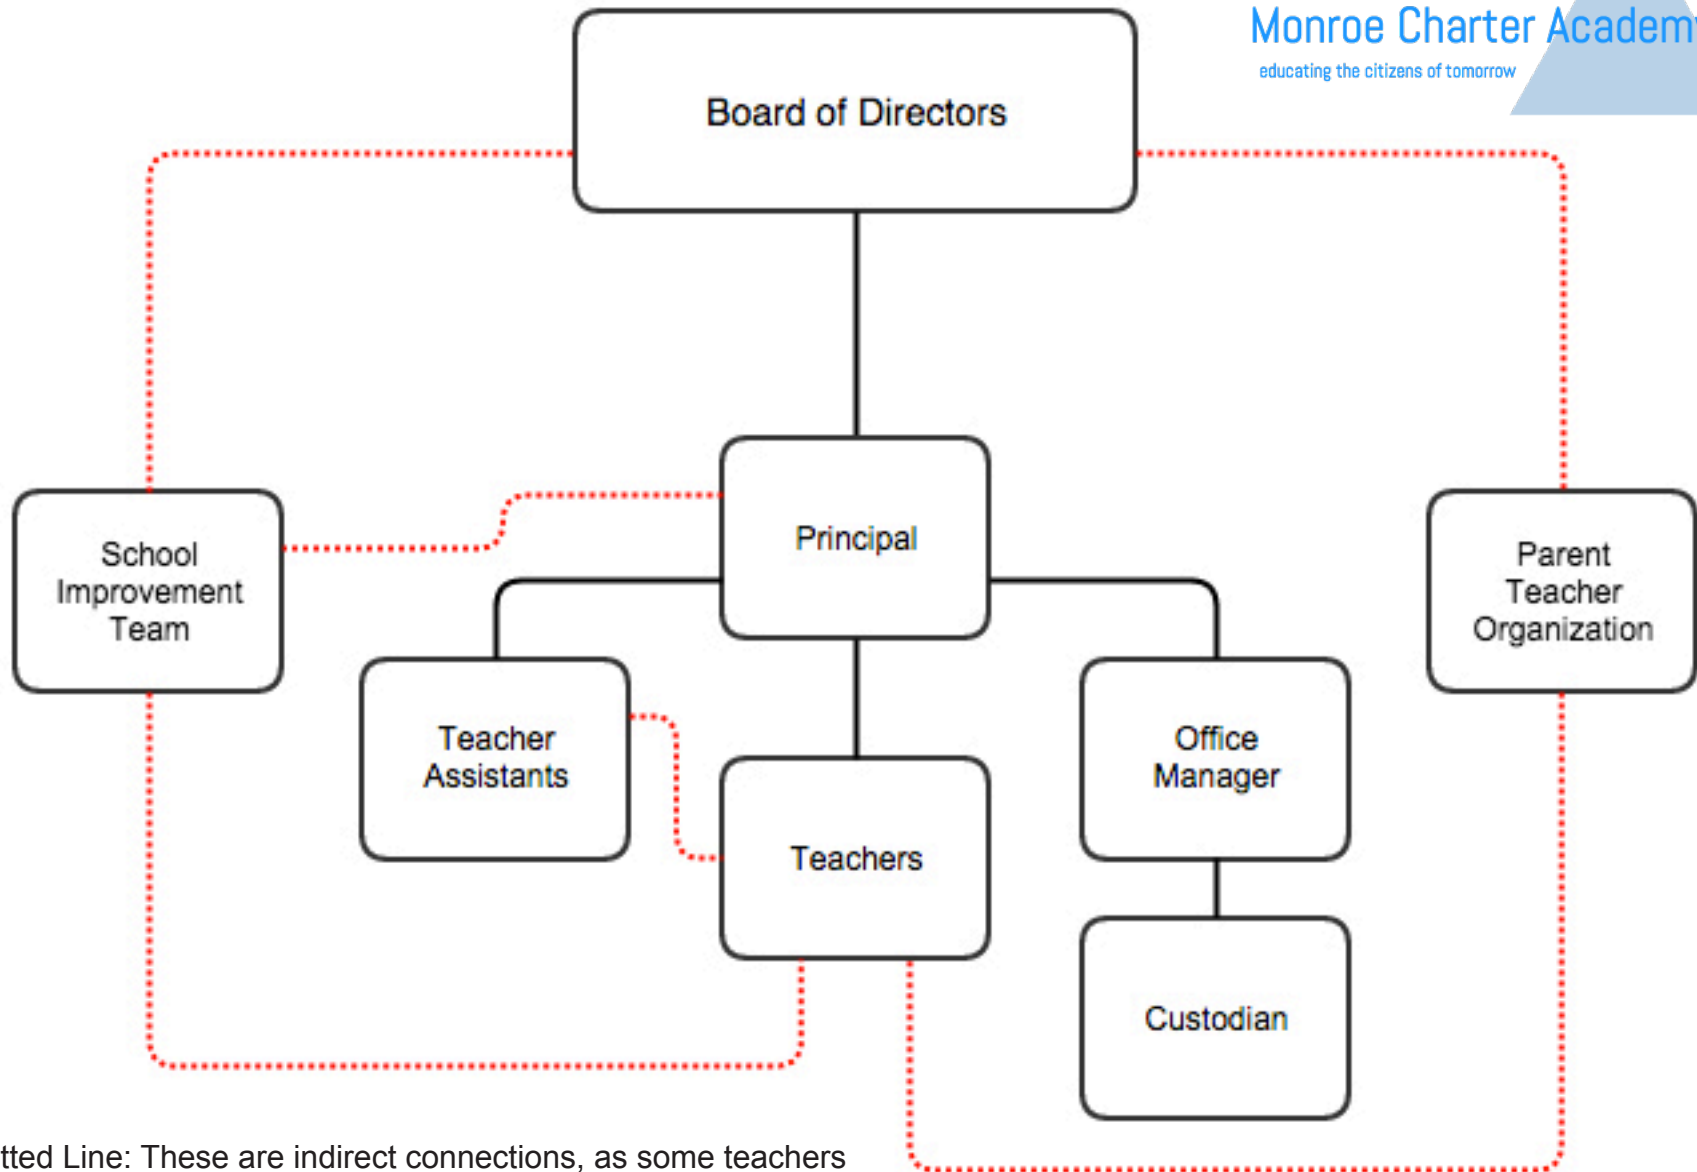 Monroe Charter Academy
educating the citizens of tomorrow
Board of Directors
School
Improvement
Team
Principal
Parent
Teacher
Organization
Teacher
Assistants
Office
Manager
Teachers
Custodian
tted Line: These are indirect connections, as some teachers